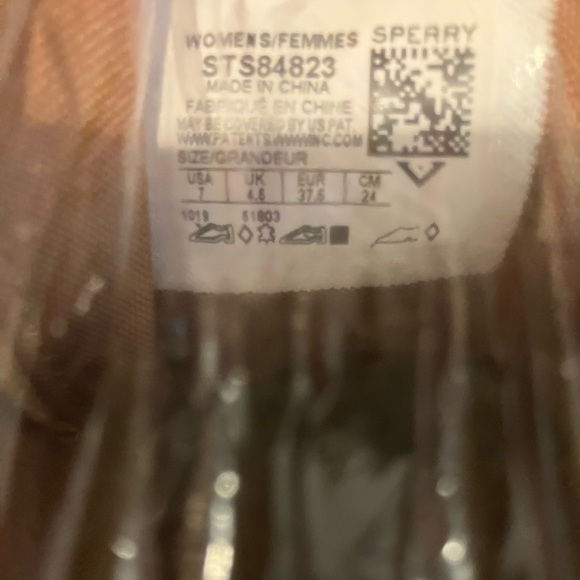 WOMENS/FEMMES
SPERRY
STS84823
MADE IN CHINA
FABRIQUÉ EN CHINE
MAY BE COVERED BY US PAT.
SIZE/GRANDEUR
USA UK EUR CM
7 4.5 37.5 24
1019 51803